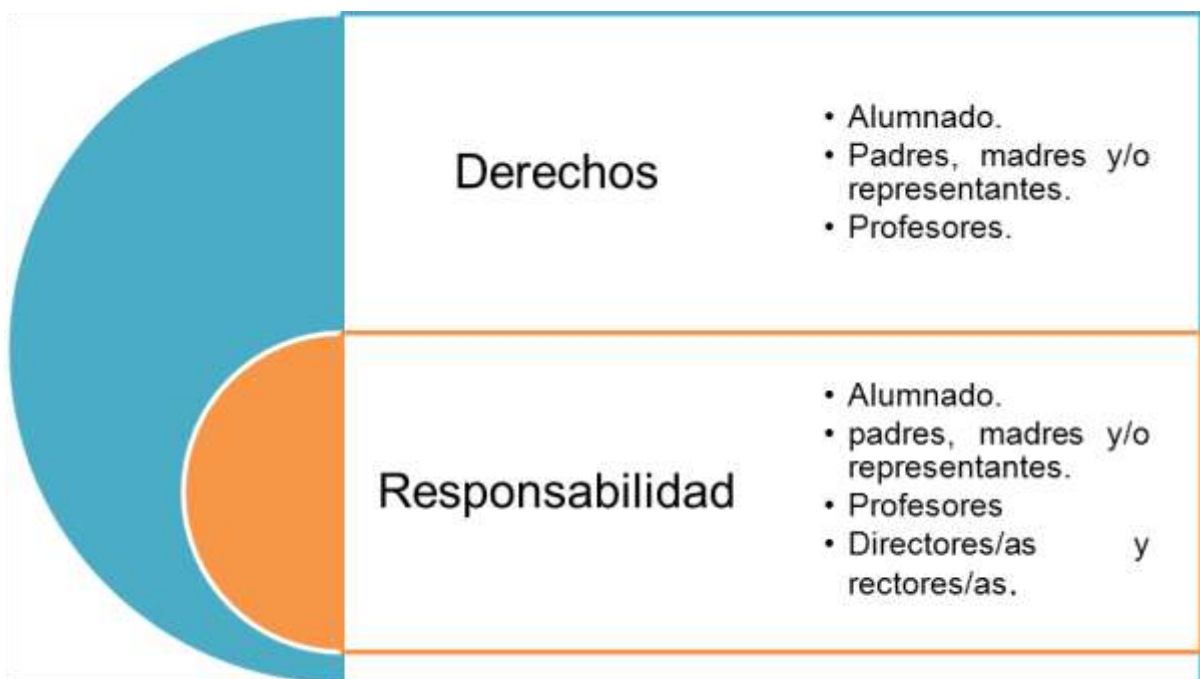 Derechos
• Alumnado.
• Padres, madres y/o
representantes.
• Profesores.
Responsabilidad
• Alumnado.
• padres, madres y/o
representantes.
• Profesores
• Directores/as y
rectores/as.